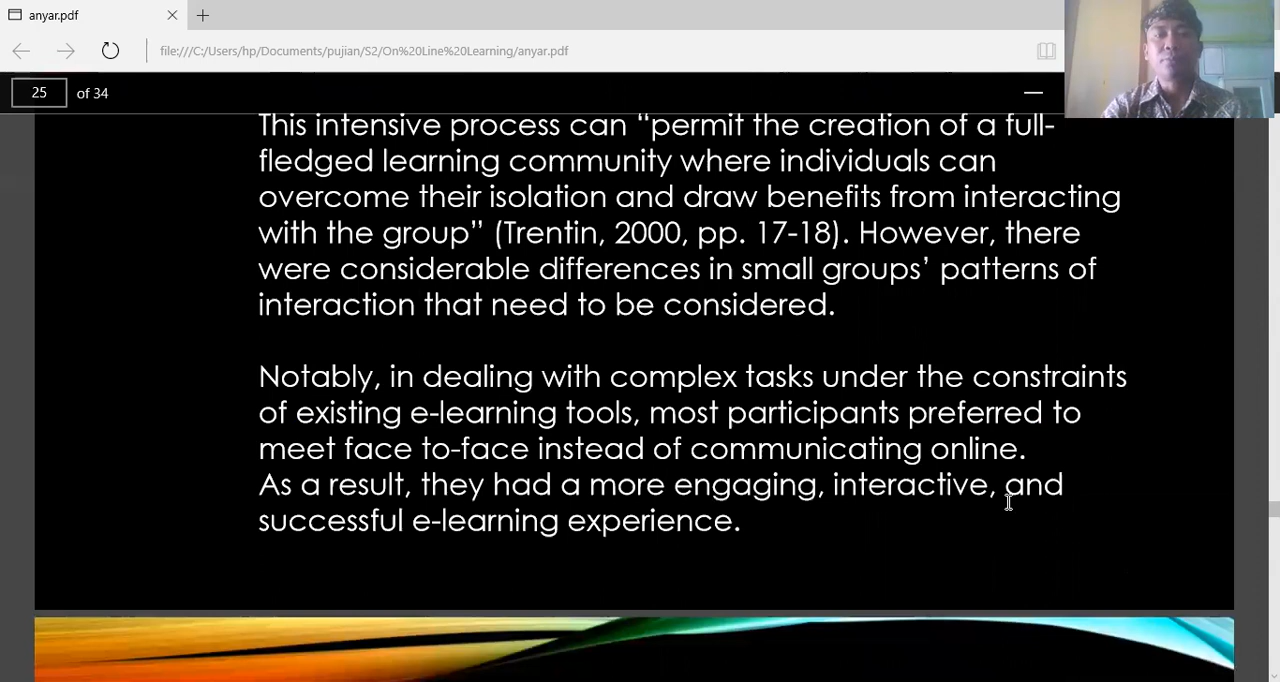 anyar.pdf
file:///C:/Users/hp/Documents/pujian/S2/On%20Line%20Learning/anyar.pdf
25 of 34
This intensive process can “permit the creation of a full-
fledged learning community where individuals can
overcome their isolation and draw benefits from interacting
with the group” (Trentin, 2000, pp. 17-18). However, there
were considerable differences in small groups’ patterns of
interaction that need to be considered.
Notably, in dealing with complex tasks under the constraints
of existing e-learning tools, most participants preferred to
meet face to-face instead of communicating online.
As a result, they had a more engaging, interactive, and
successful e-learning experience.